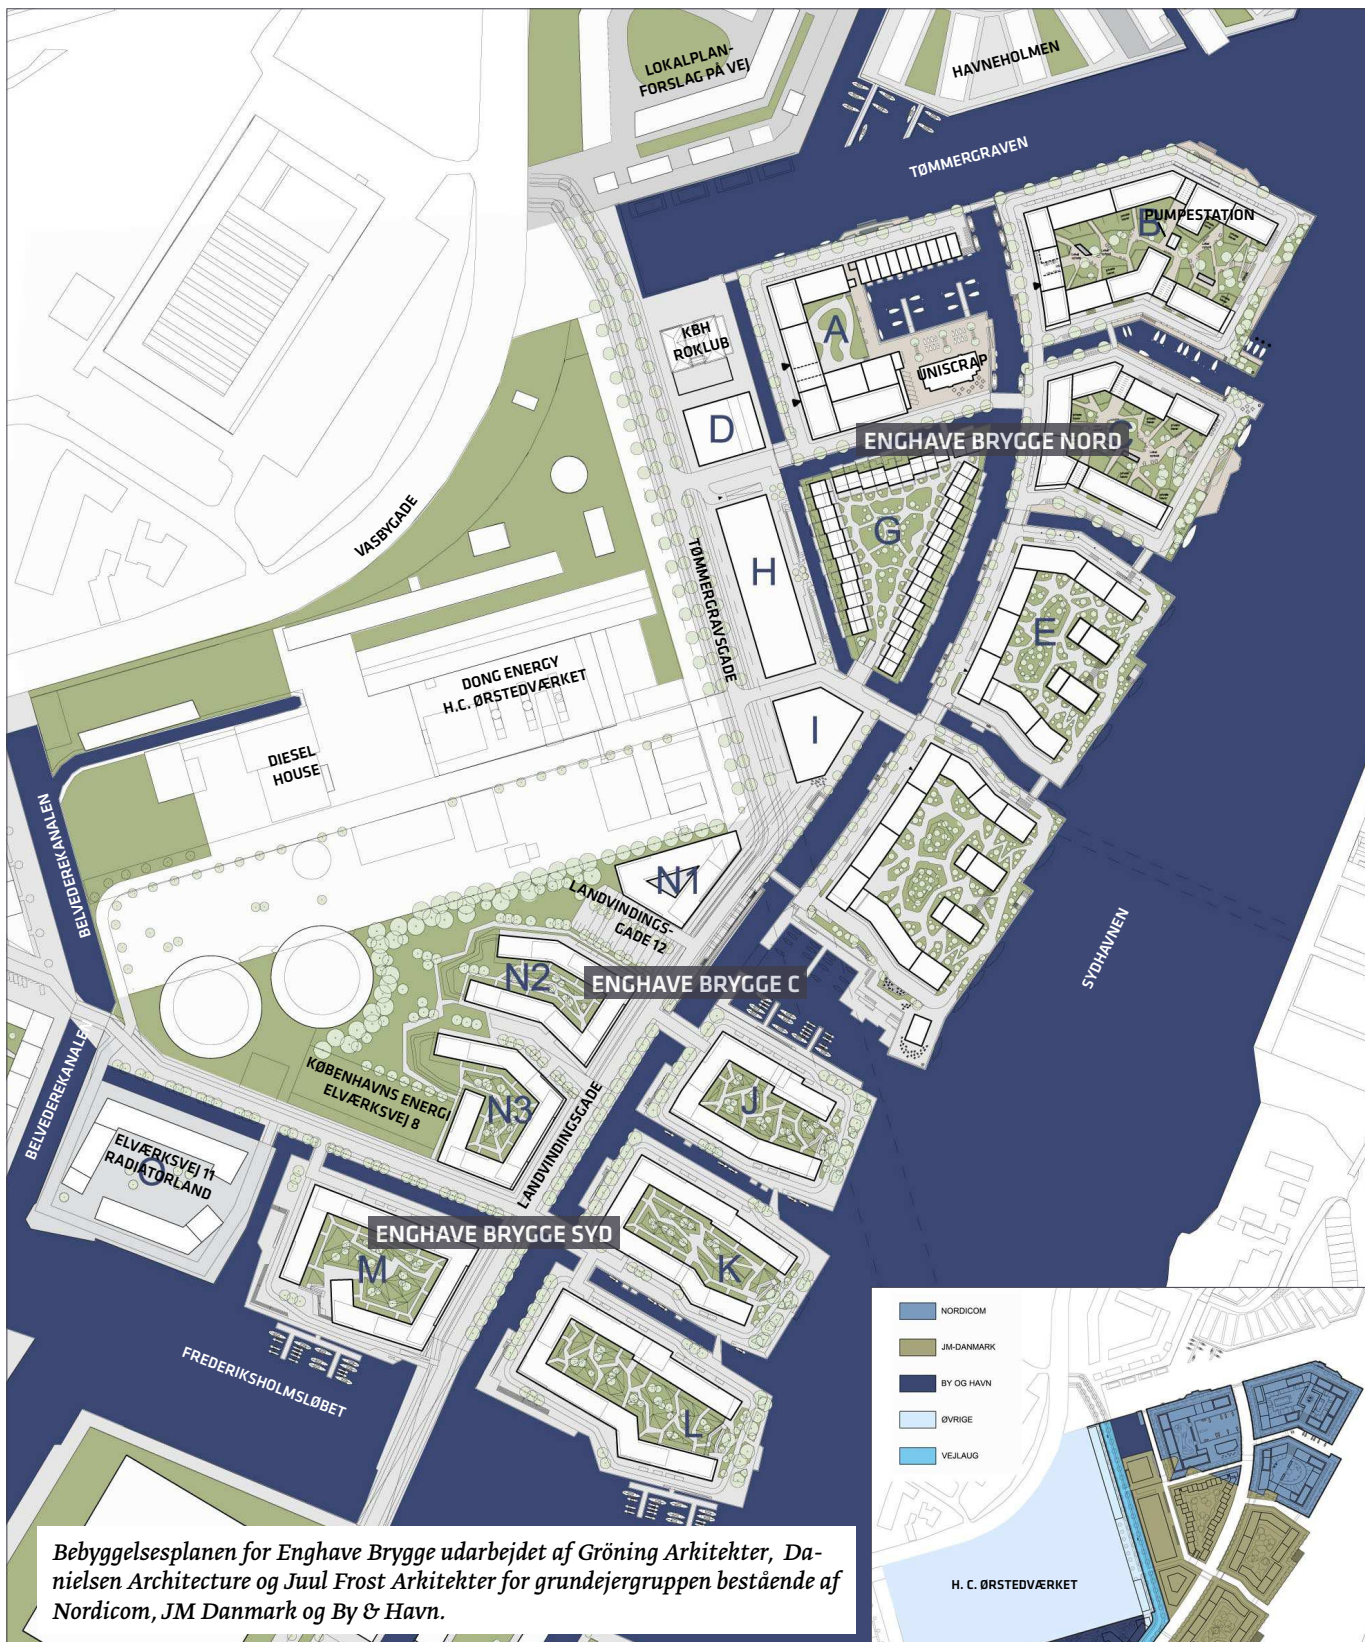 LOKALPLAN-
FORSLAG PÅ VEJ
HAVNEHOLMEN
TØMMERGRAVEN
PUMPESTATION
B
KBH
ROKLUB
A
UNISCRAP
D
ENGHAVE BRYGGE NORD
C
VASBYGADE
G
H
TØMMERGRAVSGADE
E
DONG ENERGY
H.C. ØRSTEDVÆRKET
I
DIESEL
HOUSE
BELVEDEREKANALEN
N1
LANDVINDINGS-
GADE 12
SYDHAVNEN
N2
ENGHAVE BRYGGE C
BELVEDEREKANALEN
KØBENHAVNS ENERGI
ELVÆRKSVEJ 8
N3
J
LANDVINDINGSGADE
ELVÆRKSVEJ 11
RADIATORLAND
O
ENGHAVE BRYGGE SYD
M
K
FREDERIKSHOLMSLØBET
L
NORDICOM
JM-DANMARK
BY OG HAVN
ØVRIGE
VEJLAUG
H. C. ØRSTEDVÆRKET
Bebyggelsesplanen for Enghave Brygge udarbejdet af Gröning Arkitekter, Da-
nielsen Architecture og Juul Frost Arkitekter for grundejergruppen bestående af
Nordicom, JM Danmark og By & Havn.